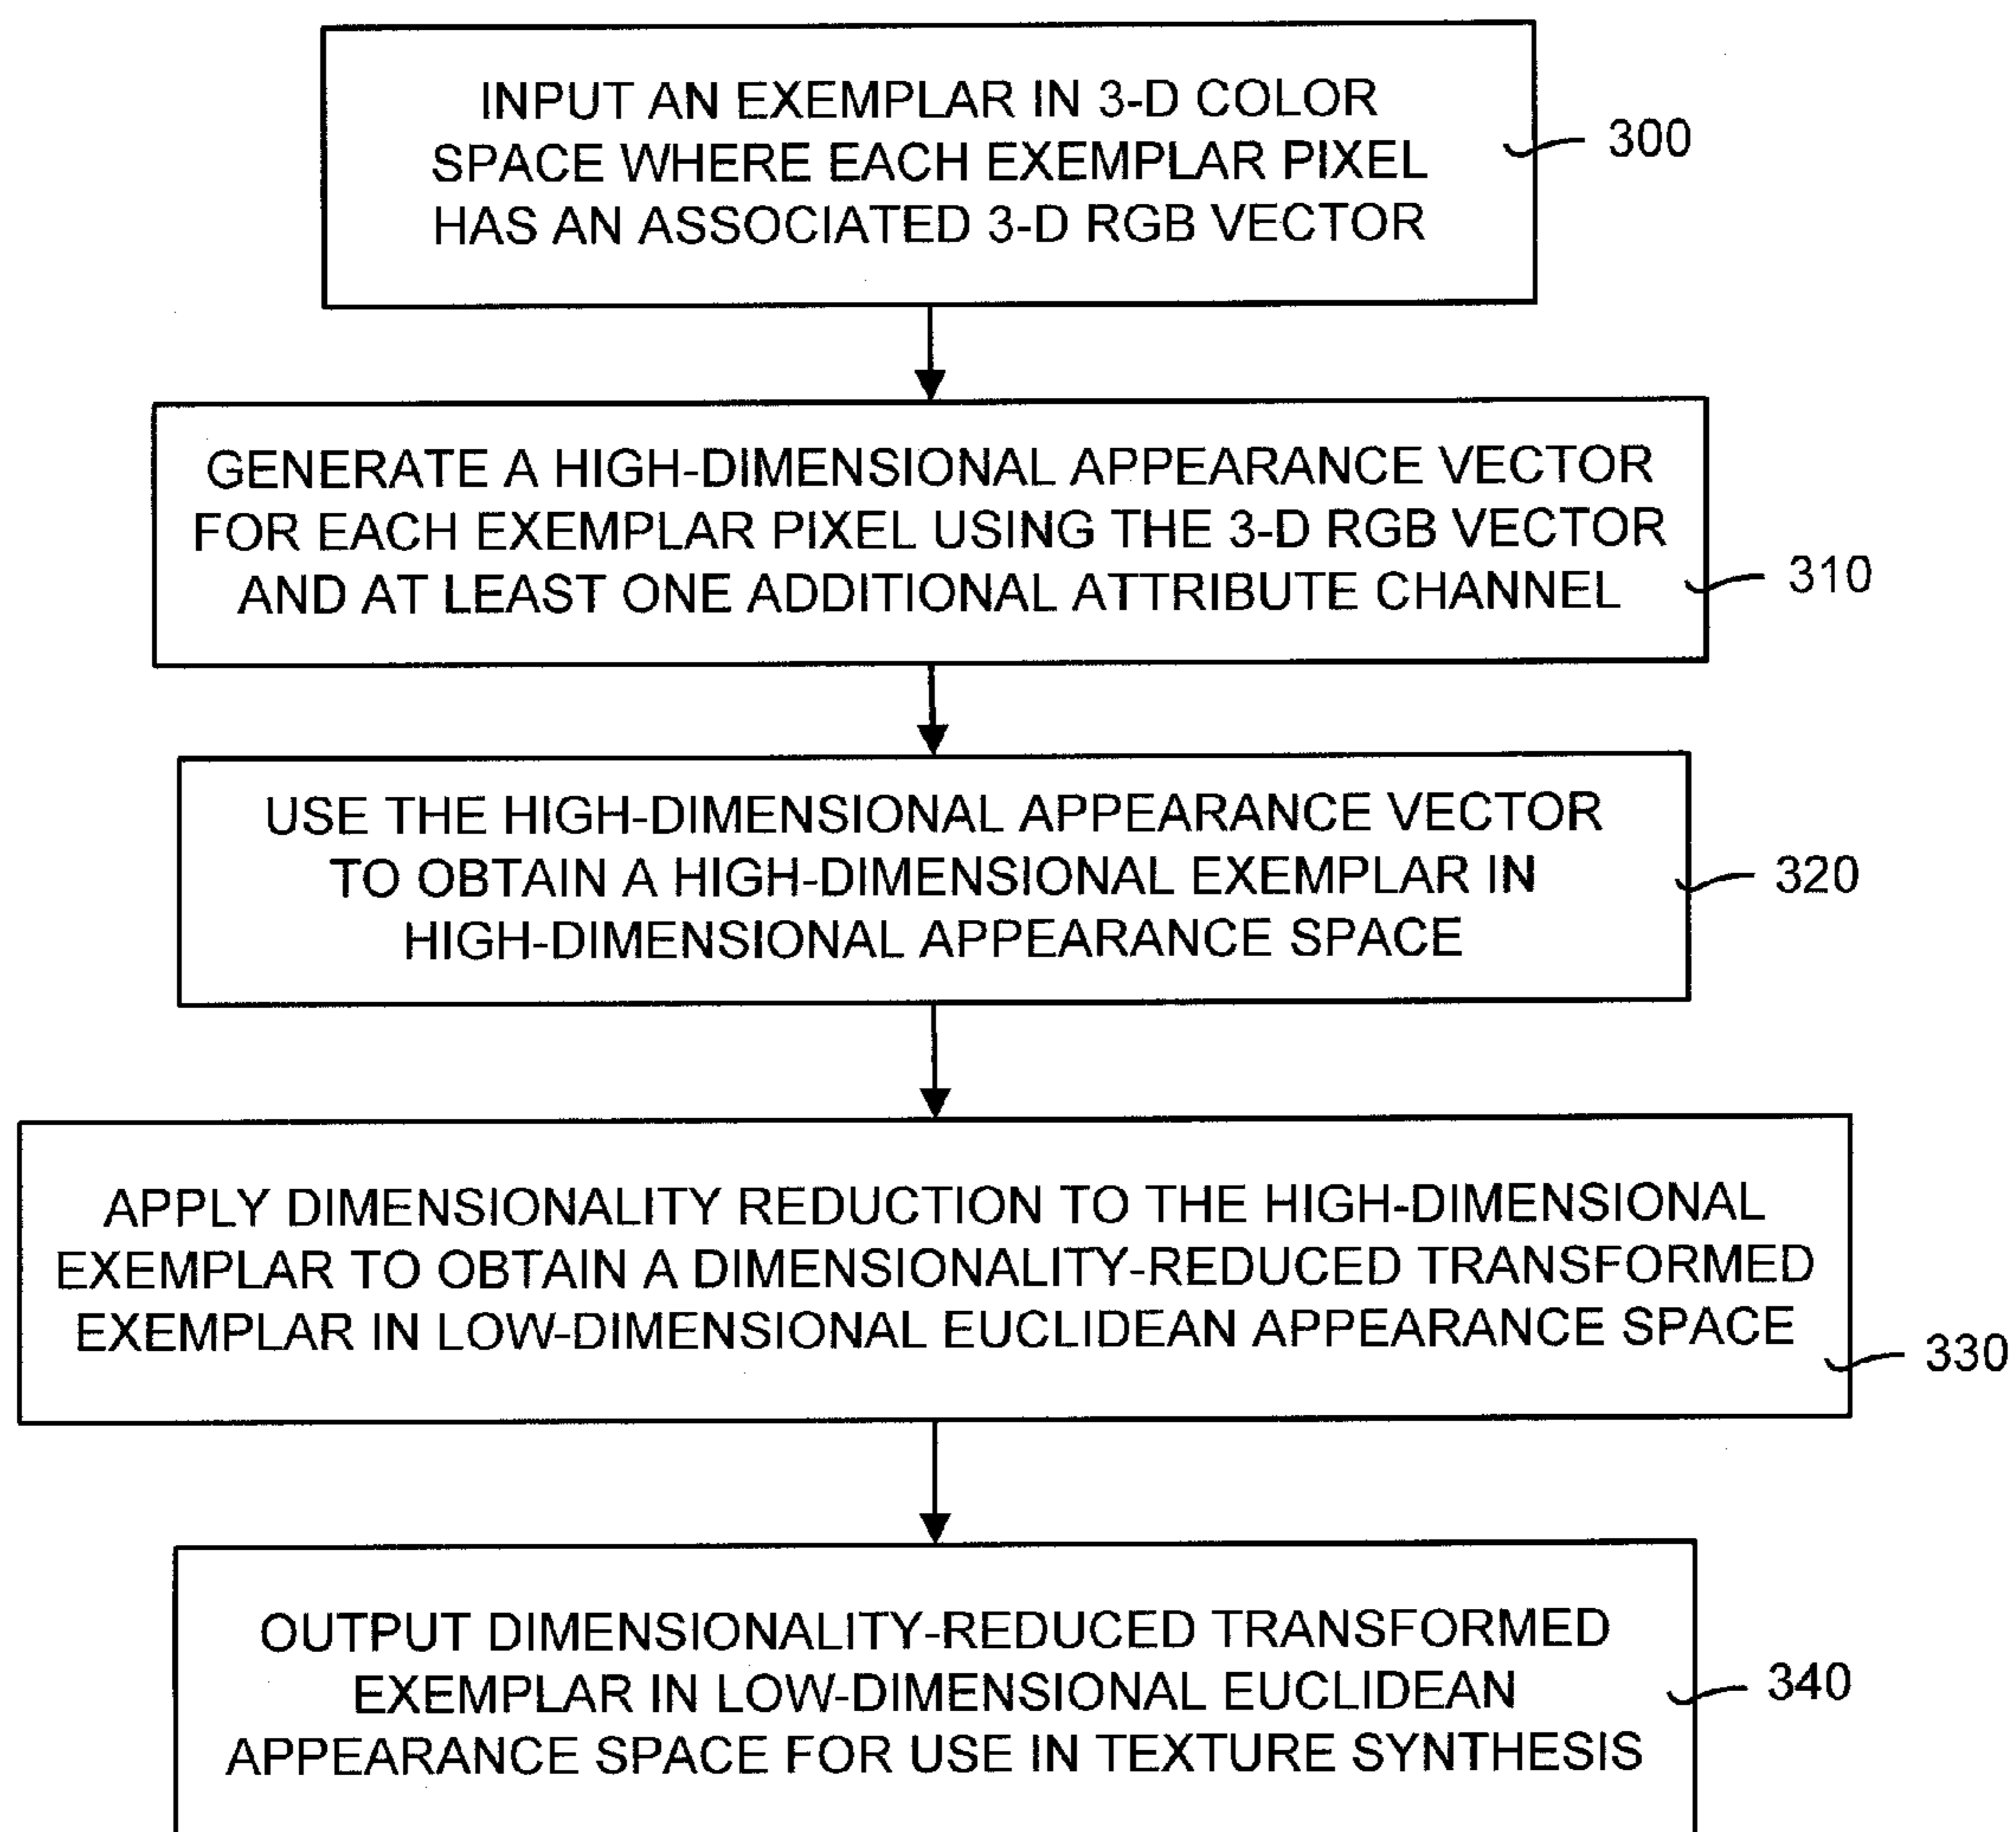 INPUT AN EXEMPLAR IN 3-D COLOR
SPACE WHERE EACH EXEMPLAR PIXEL
HAS AN ASSOCIATED 3-D RGB VECTOR
300
GENERATE A HIGH-DIMENSIONAL APPEARANCE VECTOR
FOR EACH EXEMPLAR PIXEL USING THE 3-D RGB VECTOR
AND AT LEAST ONE ADDITIONAL ATTRIBUTE CHANNEL
310
USE THE HIGH-DIMENSIONAL APPEARANCE VECTOR
TO OBTAIN A HIGH-DIMENSIONAL EXEMPLAR IN
HIGH-DIMENSIONAL APPEARANCE SPACE
320
APPLY DIMENSIONALITY REDUCTION TO THE HIGH-DIMENSIONAL
EXEMPLAR TO OBTAIN A DIMENSIONALITY-REDUCED TRANSFORMED
EXEMPLAR IN LOW-DIMENSIONAL EUCLIDEAN APPEARANCE SPACE
330
OUTPUT DIMENSIONALITY-REDUCED TRANSFORMED
EXEMPLAR IN LOW-DIMENSIONAL EUCLIDEAN
APPEARANCE SPACE FOR USE IN TEXTURE SYNTHESIS
340